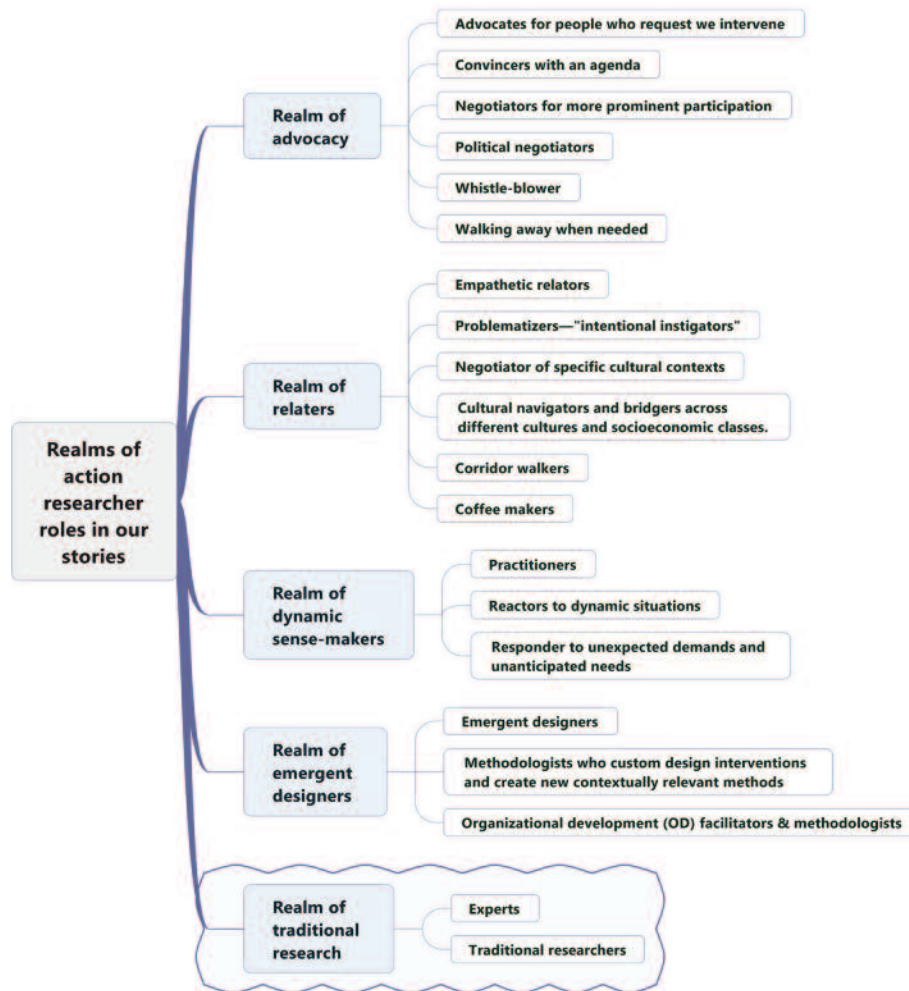 Realms of
action
researcher
roles in our
stories
Realm of
advocacy
Advocates for people who request we intervene
Convincers with an agenda
Negotiators for more prominent participation
Political negotiators
Whistle-blower
Walking away when needed
Realm of
relaters
Empathetic relators
Problematizers—"intentional instigators"
Negotiator of specific cultural contexts
Cultural navigators and bridgers across
different cultures and socioeconomic classes.
Corridor walkers
Coffee makers
Realm of
dynamic
sense-makers
Practitioners
Reactors to dynamic situations
Responder to unexpected demands and
unanticipated needs
Realm of
emergent
designers
Emergent designers
Methodologists who custom design interventions
and create new contextually relevant methods
Organizational development (OD) facilitators & methodologists
Realm of
traditional
research
Experts
Traditional researchers